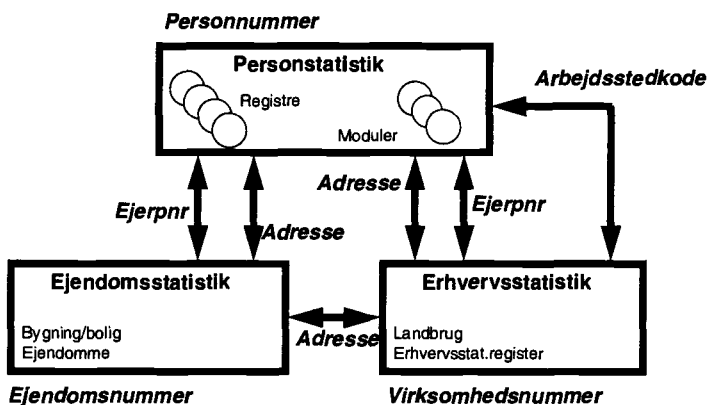 Personnummer
Personstatistik
Arbejdsstedkode
Registre
Moduler
Adresse
Ejerpnr
Ejerpnr
Adresse
Ejendomsstatistik
Erhvervsstatistik
Bygning/bolig
Ejendomme
Adresse
Landbrug
Erhvervsstat.register
Ejendomsnummer
Virksomhedsnummer